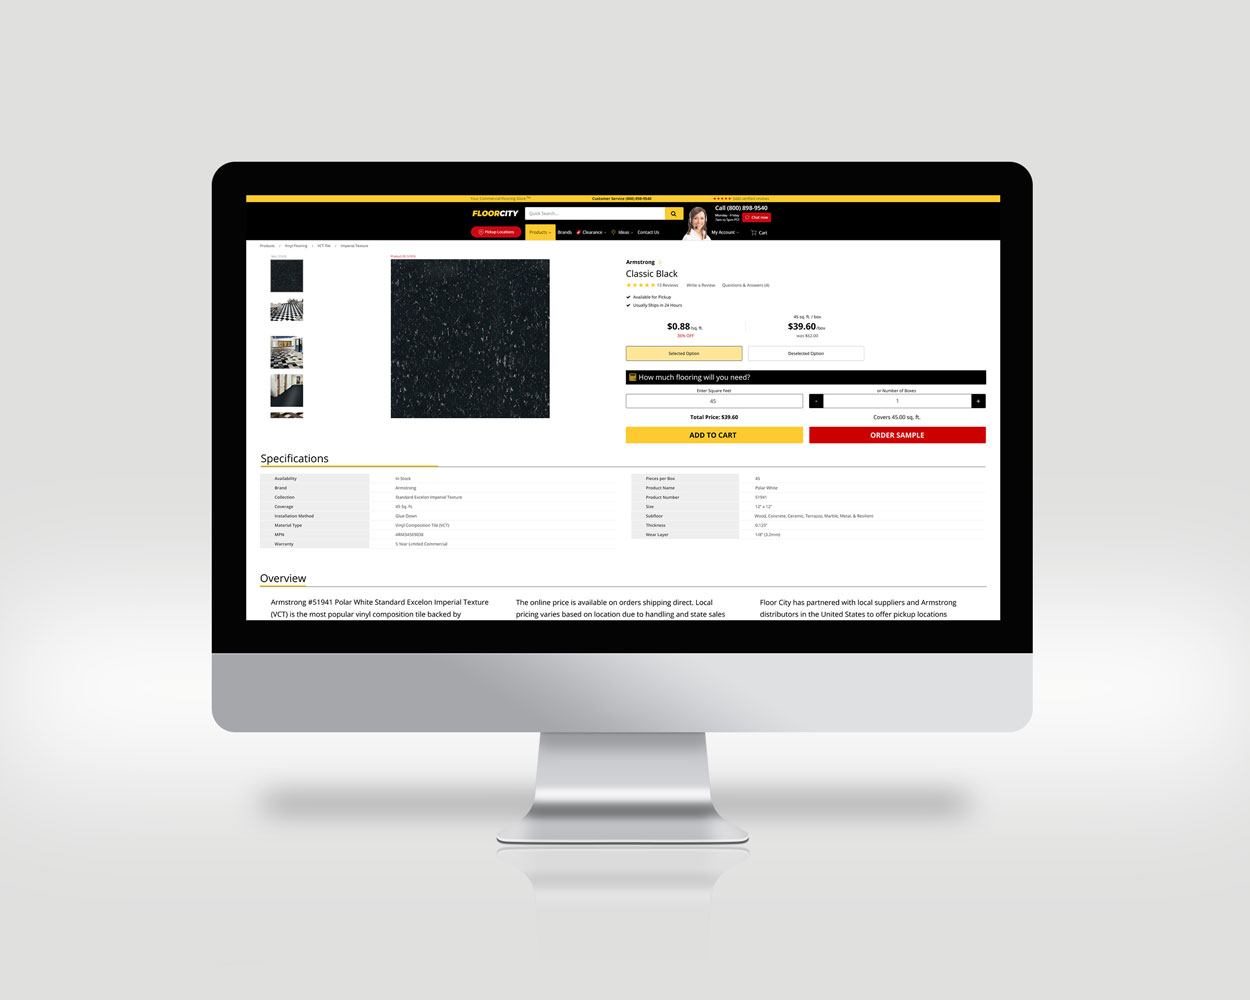 Your Commercial Flooring Store™
Customer Service (800) 898-9540
verified reviews
FLOORCITY
Quick Search...
Call (800) 898-9540
Monday - Friday
7am to 5pm PST
Chat now
Pickup Locations
Products
Brands
Clearance
Ideas
Contact Us
My Account
Cart
Products / Vinyl Flooring / VCT Tile / Imperial Texture
Armstrong
Classic Black
13 Reviews Write a Review Questions & Answers (4)
Available for Pickup
Usually Ships in 24 Hours
45 sq. ft. / box
$0.88/sq. ft.
$39.60/box
36% OFF
was $62.00
Selected Option
Deselected Option
How much flooring will you need?
Enter Square Feet
or Number of Boxes
45
- 1 +
Total Price: $39.60
Covers 45.00 sq. ft.
ADD TO CART
ORDER SAMPLE
Specifications
Availability In Stock
Brand Armstrong
Collection Standard Excelon Imperial Texture
Coverage 45 Sq. Ft.
Installation Method Glue Down
Material Type Vinyl Composition Tile (VCT)
MPN
Warranty 5 Year Limited Commercial
Pieces per Box 45
Product Name Polar White
Product Number 51941
Size 12" x 12"
Subfloor Wood, Concrete, Ceramic, Terrazzo, Marble, Metal, & Resilient
Thickness 0.125"
Wear Layer 1/8" (3.2mm)
Overview
Armstrong #51941 Polar White Standard Excelon Imperial Texture
(VCT) is the most popular vinyl composition tile backed by
The online price is available on orders shipping direct. Local
pricing varies based on location due to handling and state sales
Floor City has partnered with local suppliers and Armstrong
distributors in the United States to offer pickup locations